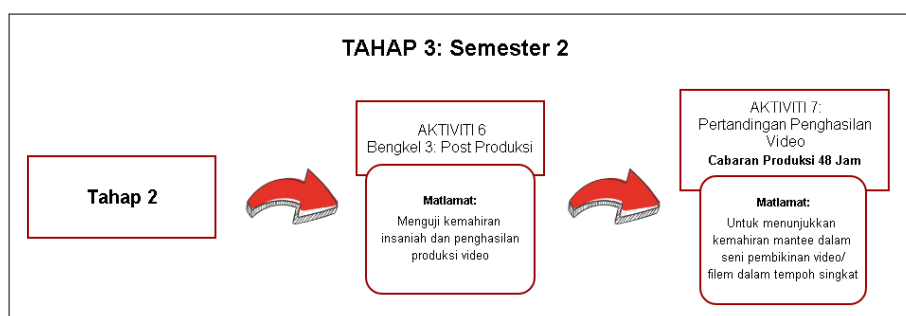 TAHAP 3: Semester 2
Tahap 2
AKTIVITI 6
Bengkel 3: Post Produksi
Matlamat:
Menguji kemahiran
insaniah dan penghasilan
produksi video
AKTIVITI 7:
Pertandingan Penghasilan
Video
Cabaran Produksi 48 Jam
Matlamat:
Untuk menunjukkan
kemahiran mantee dalam
seni pembikinan video/
filem dalam tempoh singkat